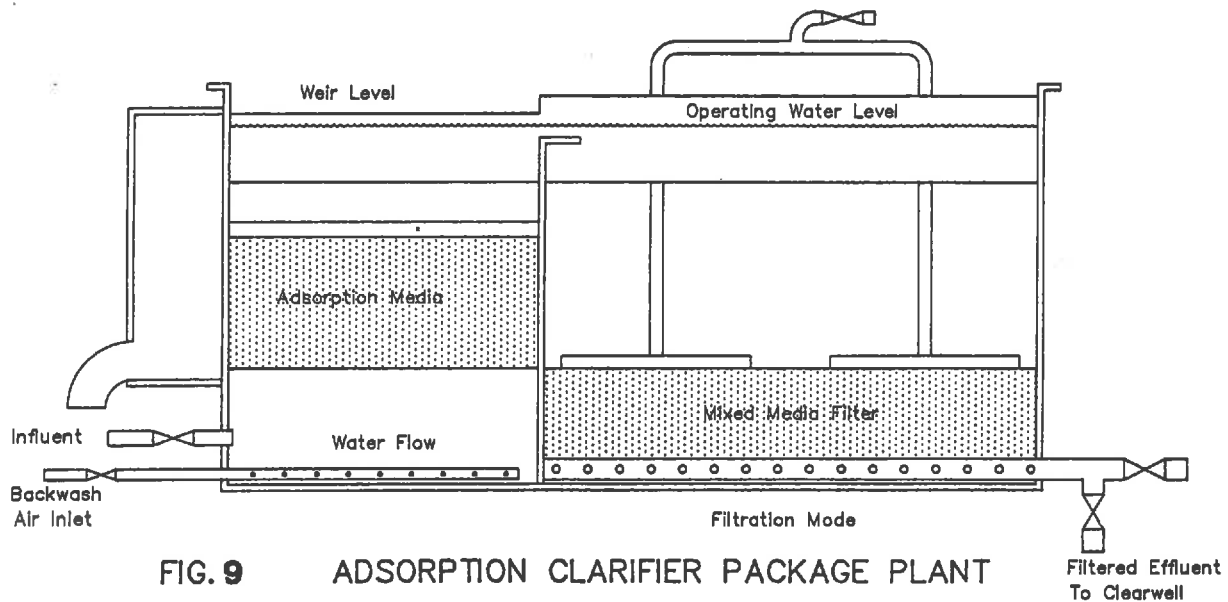 Weir Level
Operating Water Level
Adsorption Media
Mixed Media Filter
Influent
Water Flow
Backwash
Air Inlet
Filtration Mode
FIG. 9 ADSORPTION CLARIFIER PACKAGE PLANT
Filtered Effluent
To Clearwell